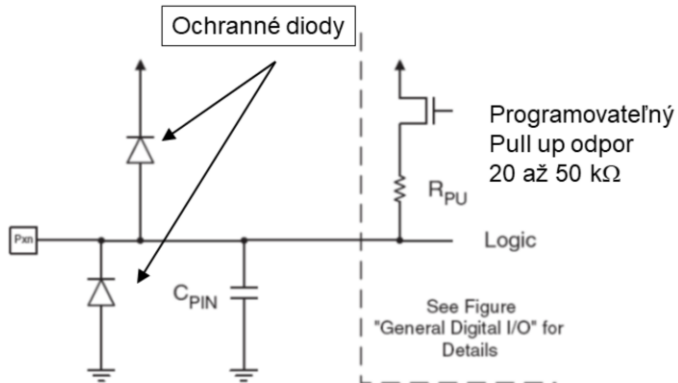 Ochranné diody
Programovateľný
Pull up odpor
20 až 50 kΩ
RPU
Pxn
Logic
CPIN
See Figure
"General Digital I/O" for
Details